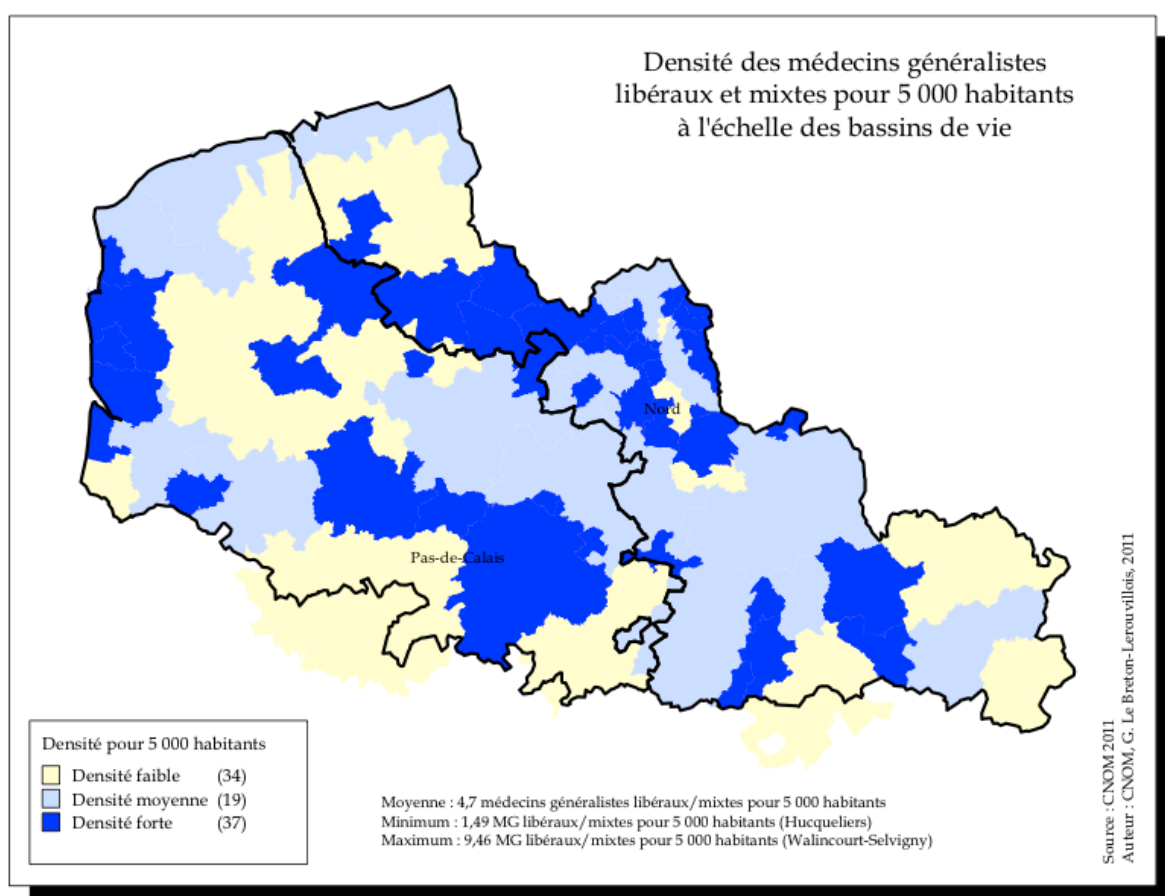 Densité des médecins généralistes
libéraux et mixtes pour 5 000 habitants
à l'échelle des bassins de vie
Nord
Pas-de-Calais
Densité pour 5 000 habitants
Densité faible (34)
Densité moyenne (19)
Densité forte (37)
Moyenne : 4,7 médecins généralistes libéraux/mixtes pour 5 000 habitants
Minimum : 1,49 MG libéraux/mixtes pour 5 000 habitants (Hucqueliers)
Maximum : 9,46 MG libéraux/mixtes pour 5 000 habitants (Walincourt-Selvigny)
Source : CNOM 2011
Auteur : CNOM, G. Le Breton-Lerouvillois, 2011